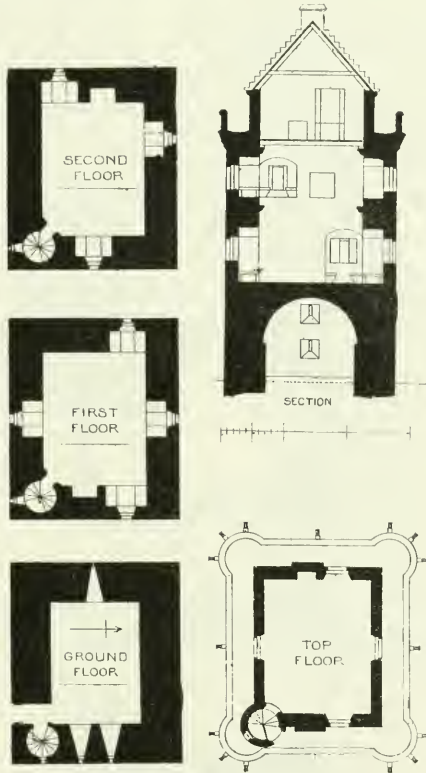 SECOND
FLOOR
SECTION
FIRST
FLOOR
GROUND
FLOOR
TOP
FLOOR